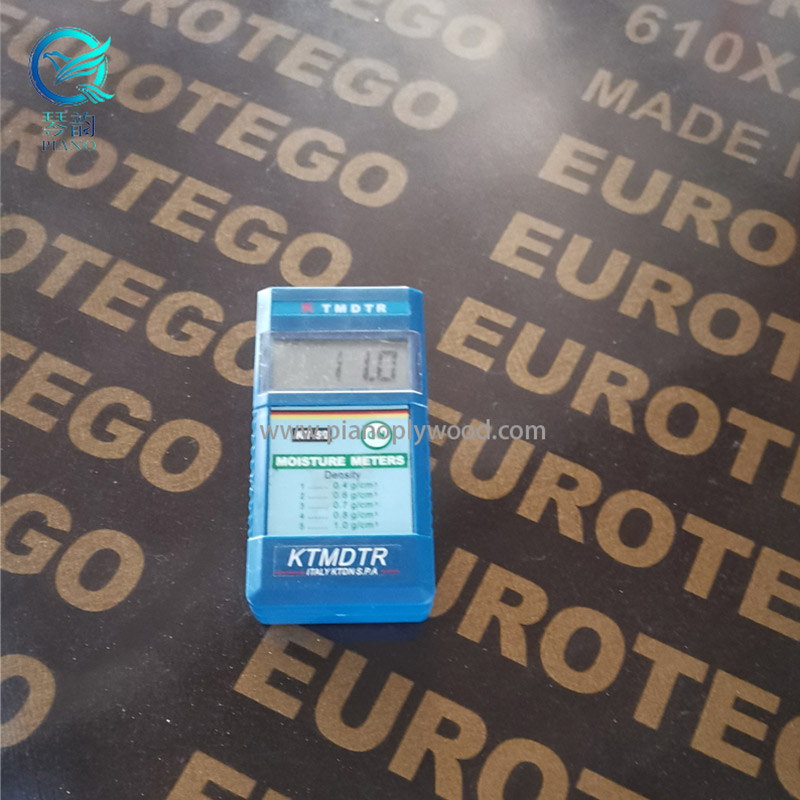 琴韵
PIANO
EUROTEGO
EUROTEGO
EUROTEGO
EUROTEGO
610X
MADE
EUROTEGO
EUROTEGO
EUROTEGO
EUROTEGO
EUROTEGO
TMDTR
11.0
www.pianoplywood.com
MOISTURE METERS
Density
1 ...... 0.4 g/cm³
2 ...... 0.6 g/cm³
3 ...... 0.7 g/cm³
4 ...... 0.8 g/cm³
5 ...... 1.0 g/cm³
KTMDTR
ITALY KTDN S.P.A